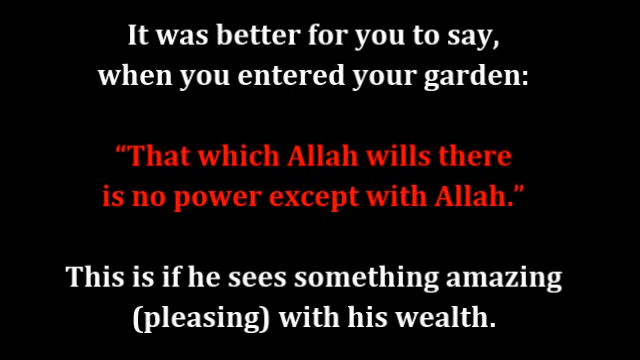 It was better for you to say,
when you entered your garden:
“That which Allah wills there
is no power except with Allah.”
This is if he sees something amazing
(pleasing) with his wealth.